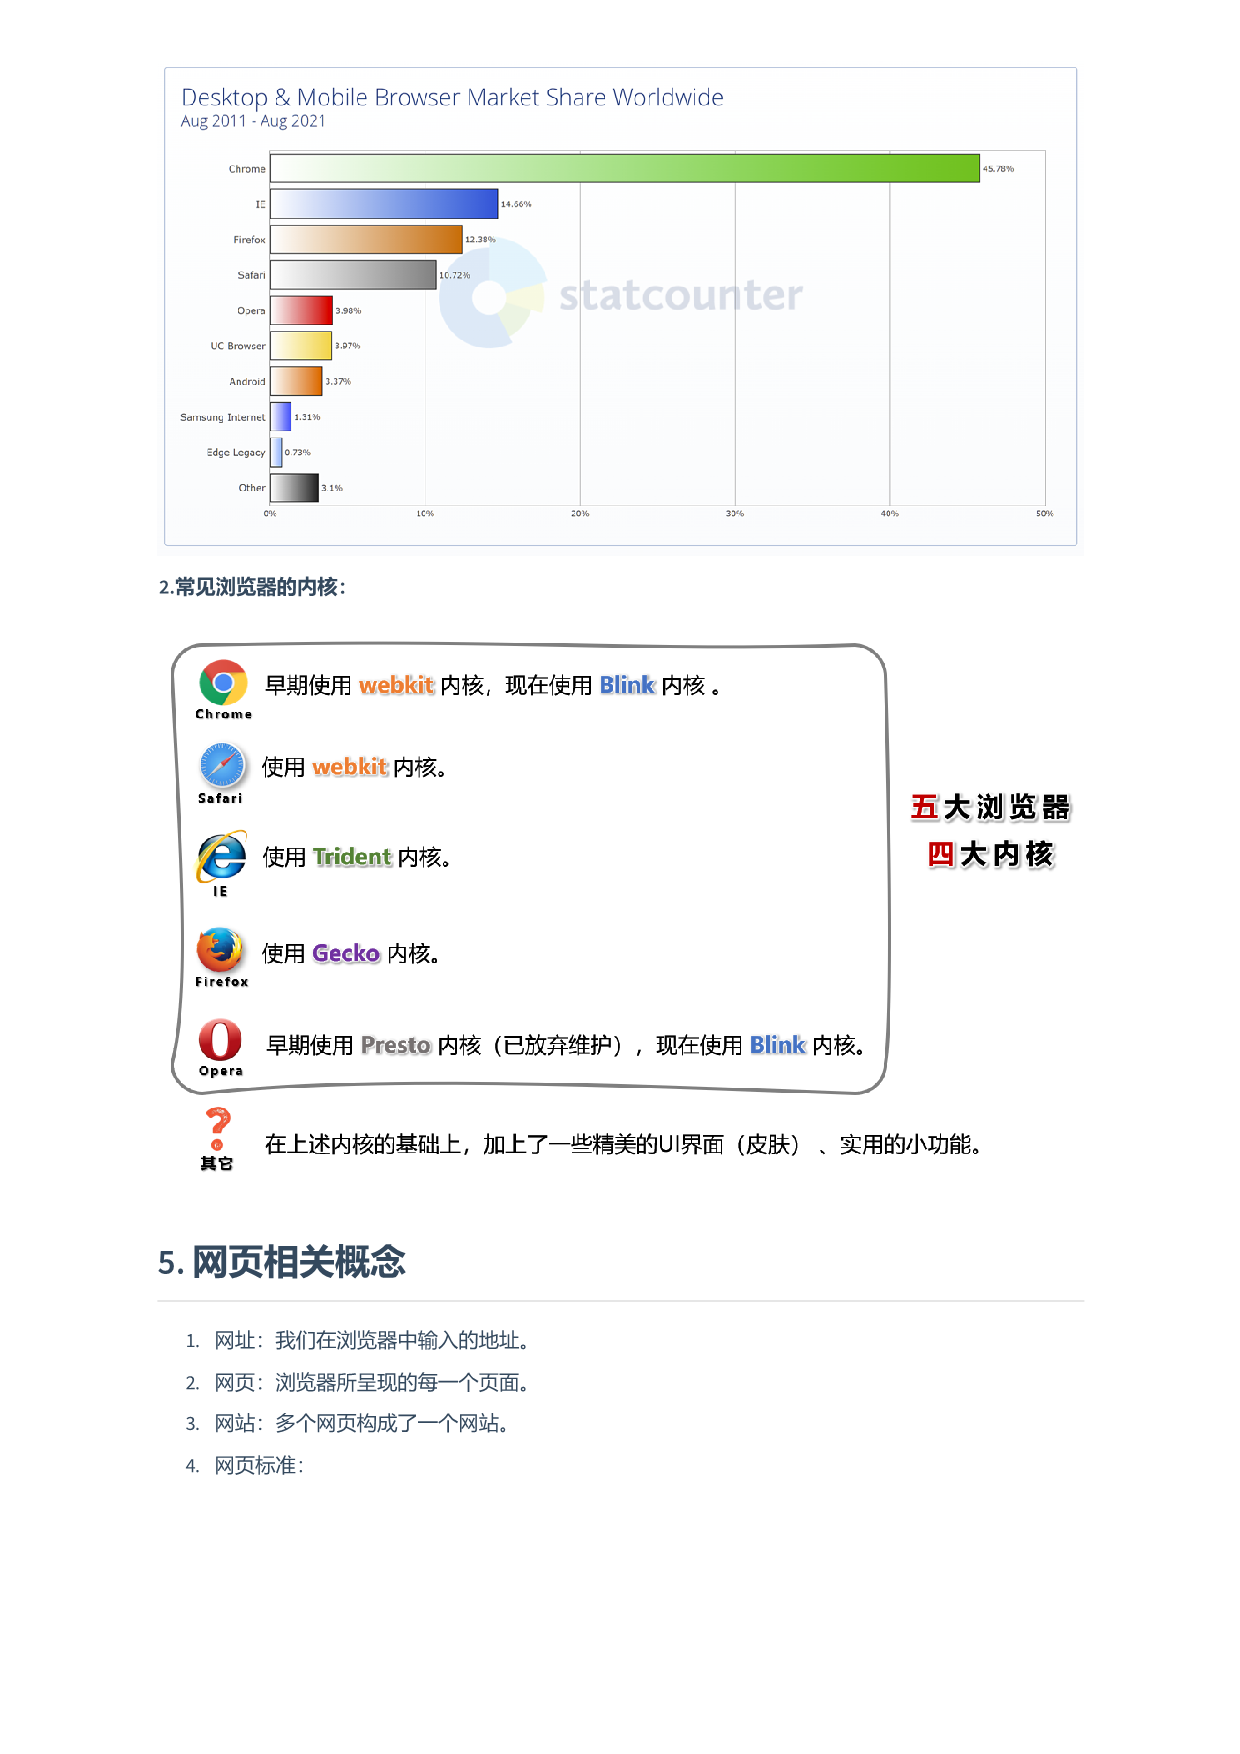 Desktop & Mobile Browser Market Share Worldwide
Aug 2011 - Aug 2021
Chrome 45.78%
IE 14.66%
Firefox 12.38%
Safari 10.72%
statcounter
Opera 3.98%
UC Browser 3.97%
Android 3.37%
Samsung Internet 1.31%
Edge Legacy 0.73%
Other 3.1%
0% 10% 20% 30% 40% 50%
2.常见浏览器的内核：
早期使用 webkit 内核，现在使用 Blink 内核 。
Chrome
使用 webkit 内核。
Safari
五大浏览器
使用 Trident 内核。
四大内核
IE
使用 Gecko 内核。
Firefox
早期使用 Presto 内核（已放弃维护），现在使用 Blink 内核。
Opera
?
在上述内核的基础上，加上了一些精美的UI界面（皮肤） 、实用的小功能。
其它
5. 网页相关概念
1. 网址：我们在浏览器中输入的地址。
2. 网页：浏览器所呈现的每一个页面。
3. 网站：多个网页构成了一个网站。
4. 网页标准：